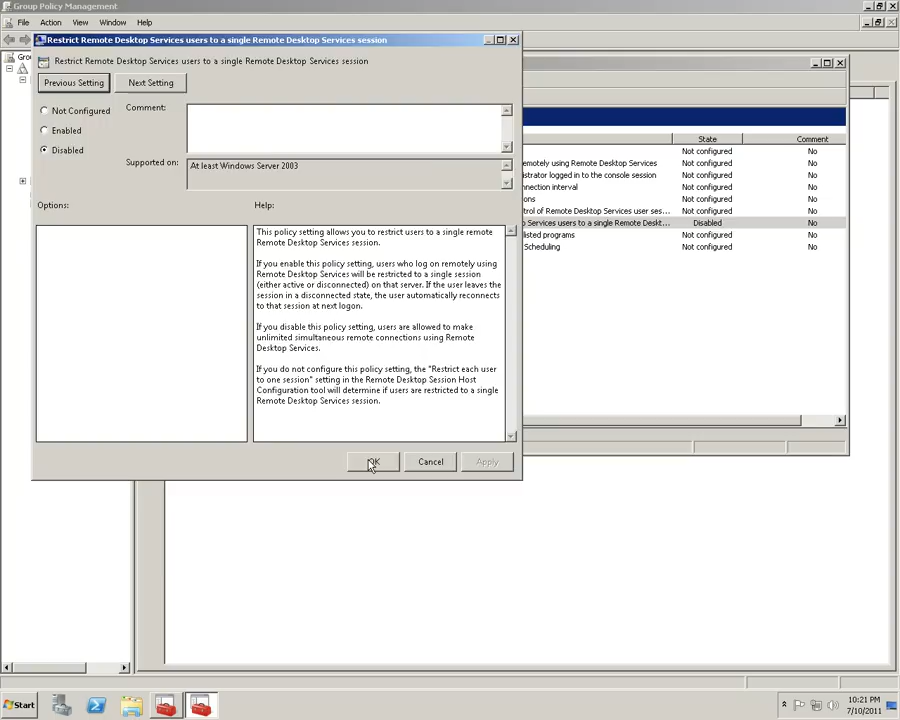 Group Policy Management
File Action View Window Help
Restrict Remote Desktop Services users to a single Remote Desktop Services session
Restrict Remote Desktop Services users to a single Remote Desktop Services session
Previous Setting
Next Setting
Not Configured
Enabled
Disabled
Comment:
Supported on:
At least Windows Server 2003
Options:
Help:
This policy setting allows you to restrict users to a single remote
Remote Desktop Services session.
If you enable this policy setting, users who log on remotely using
Remote Desktop Services will be restricted to a single session
(either active or disconnected) on that server. If the user leaves the
session in a disconnected state, the user automatically reconnects
to that session at next logon.
If you disable this policy setting, users are allowed to make
unlimited simultaneous remote connections using Remote
Desktop Services.
If you do not configure this policy setting, the "Restrict each user
to one session" setting in the Remote Desktop Session Host
Configuration tool will determine if users are restricted to a single
Remote Desktop Services session.
OK
Cancel
Apply
Grou
State Comment
Not configured No
emotely using Remote Desktop Services Not configured No
istrator logged in to the console session Not configured No
nnection interval Not configured No
ons Not configured No
trol of Remote Desktop Services user ses... Not configured No
p Services users to a single Remote Deskt... Disabled No
listed programs Not configured No
Scheduling Not configured No
Start
10:21 PM
7/10/2011